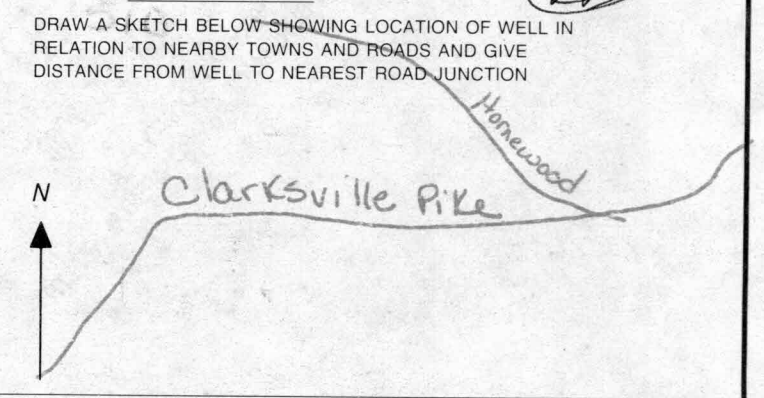 DRAW A SKETCH BELOW SHOWING LOCATION OF WELL IN
RELATION TO NEARBY TOWNS AND ROADS AND GIVE
DISTANCE FROM WELL TO NEAREST ROAD JUNCTION
Homewood
N
Clarksville Pike